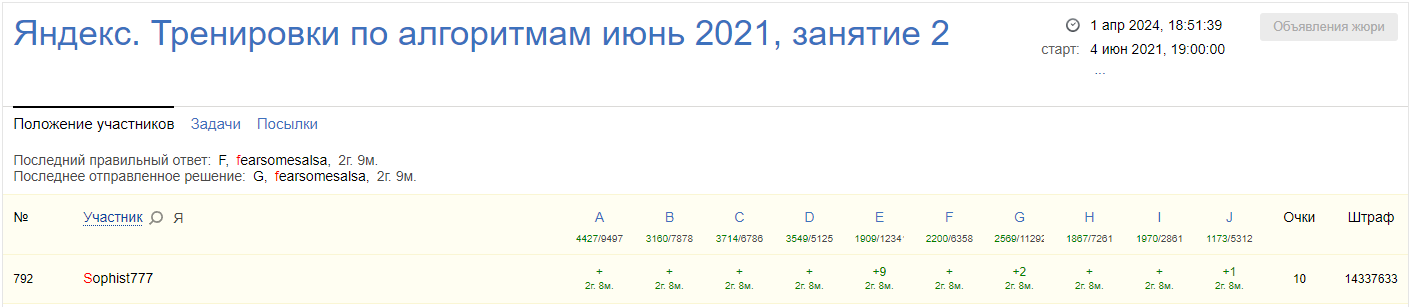 Яндекс. Тренировки по алгоритмам июнь 2021, занятие 2
1 апр 2024, 18:51:39
Объявления жюри
старт: 4 июн 2021, 19:00:00
...
Положение участников Задачи Посылки
Последний правильный ответ: F, fearsomesalsa, 2г. 9м.
Последнее отправленное решение: G, fearsomesalsa, 2г. 9м.
№ Участник Я A B C D E F G H I J Очки Штраф
4427/9497 3160/7878 3714/6786 3549/5125 1909/12341 2200/6358 2569/11292 1867/7261 1970/2861 1173/5312
792 Sophist777 + + + + +9 + +2 + + +1 10 14337633
2г. 8м. 2г. 8м. 2г. 8м. 2г. 8м. 2г. 8м. 2г. 8м. 2г. 8м. 2г. 8м. 2г. 8м. 2г. 8м.